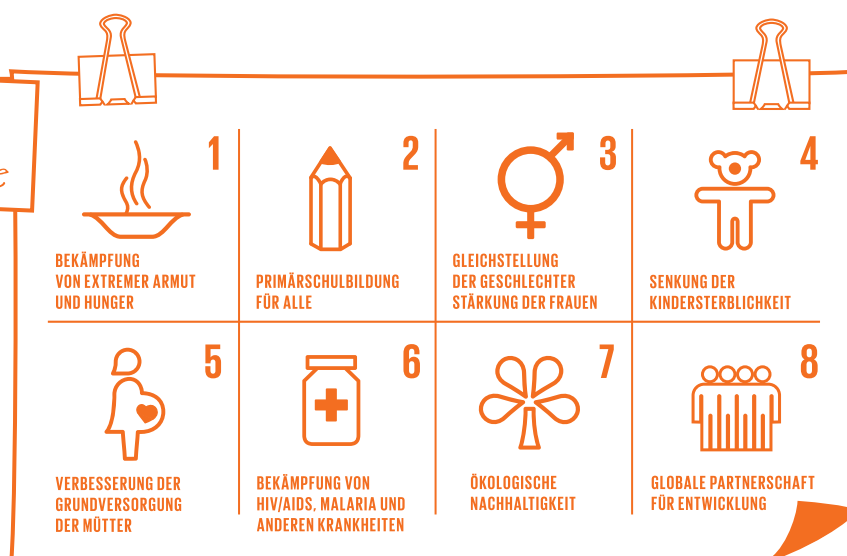 1
BEKÄMPFUNG
VON EXTREMER ARMUT
UND HUNGER
2
PRIMÄRSCHULBILDUNG
FÜR ALLE
3
GLEICHSTELLUNG
DER GESCHLECHTER
STÄRKUNG DER FRAUEN
4
SENKUNG DER
KINDERSTERBLICHKEIT
5
VERBESSERUNG DER
GRUNDVERSORGUNG
DER MÜTTER
6
BEKÄMPFUNG VON
HIV/AIDS, MALARIA UND
ANDEREN KRANKHEITEN
7
ÖKOLOGISCHE
NACHHALTIGKEIT
8
GLOBALE PARTNERSCHAFT
FÜR ENTWICKLUNG